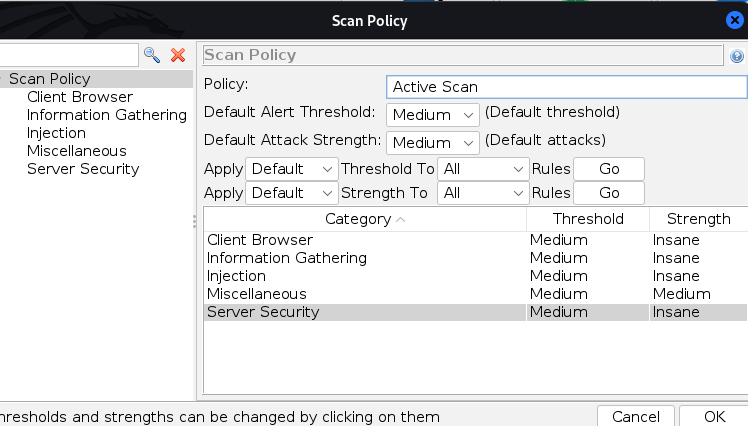 Scan Policy
Scan Policy
Scan Policy
Client Browser
Information Gathering
Injection
Miscellaneous
Server Security
Policy: Active Scan
Default Alert Threshold: Medium (Default threshold)
Default Attack Strength: Medium (Default attacks)
Apply Default Threshold To All Rules Go
Apply Default Strength To All Rules Go
Category Threshold Strength
Client Browser Medium Insane
Information Gathering Medium Insane
Injection Medium Insane
Miscellaneous Medium Medium
Server Security Medium Insane
hresholds and strengths can be changed by clicking on them
Cancel OK